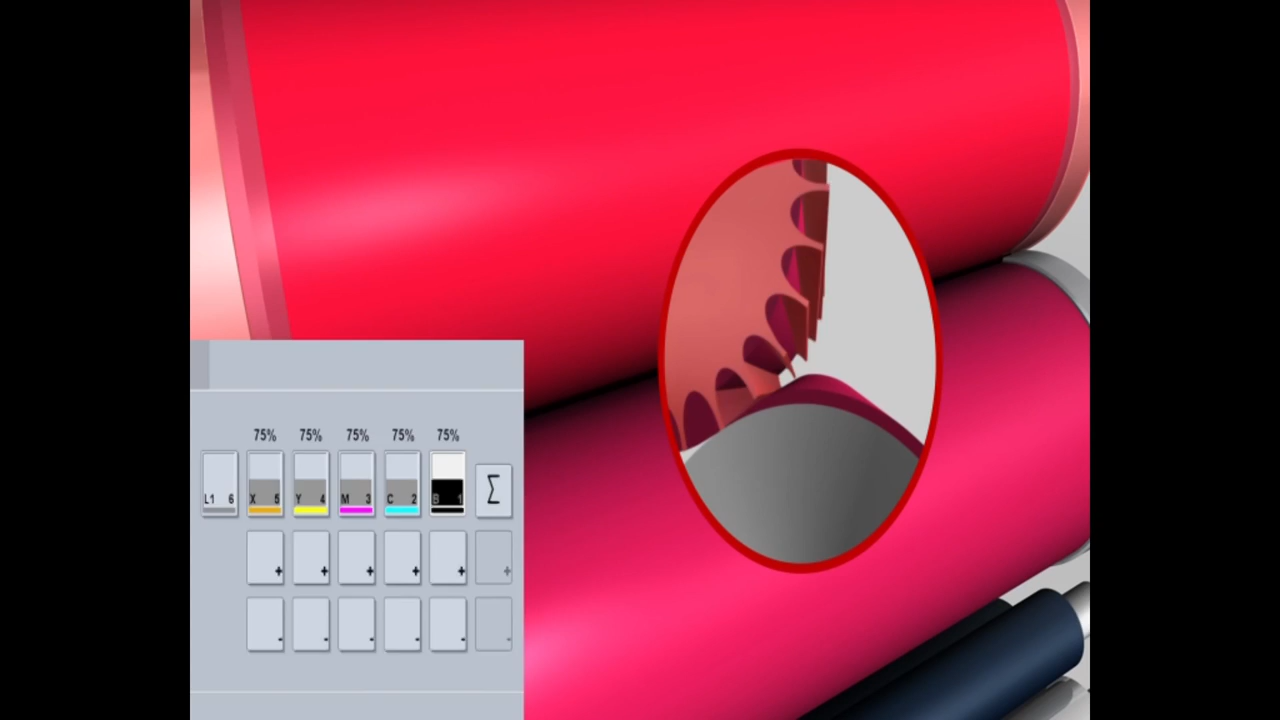 75% 75% 75% 75% 75%
L1 6 X 5 Y 4 M 3 C 2 B 1 Σ
+ + + + + +
- - - - - -